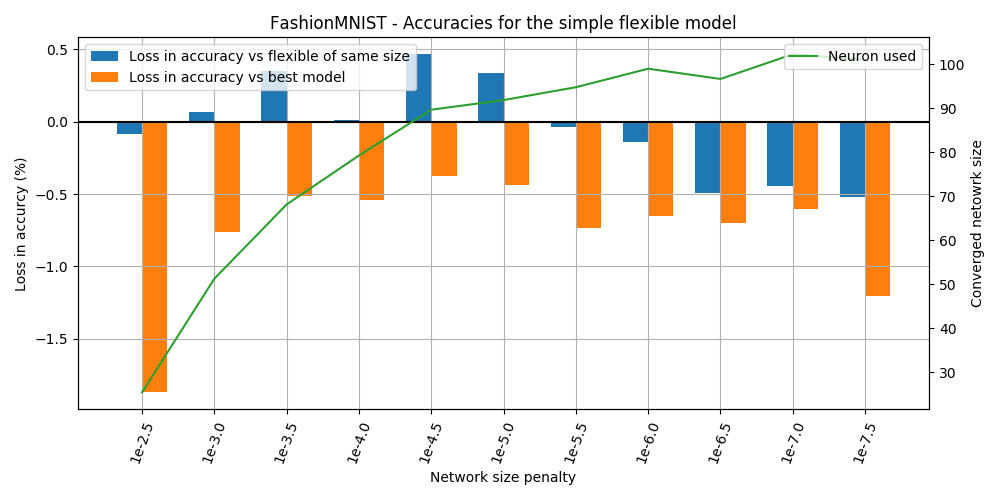 FashionMNIST - Accuracies for the simple flexible model
Loss in accuracy vs flexible of same size
Loss in accuracy vs best model
Neuron used
Loss in accurcy (%)
0.5
0.0
−0.5
−1.0
−1.5
100
90
80
70
60
50
40
30
Converged netowrk size
1e-2.5
1e-3.0
1e-3.5
1e-4.0
1e-4.5
1e-5.0
1e-5.5
1e-6.0
1e-6.5
1e-7.0
1e-7.5
Network size penalty